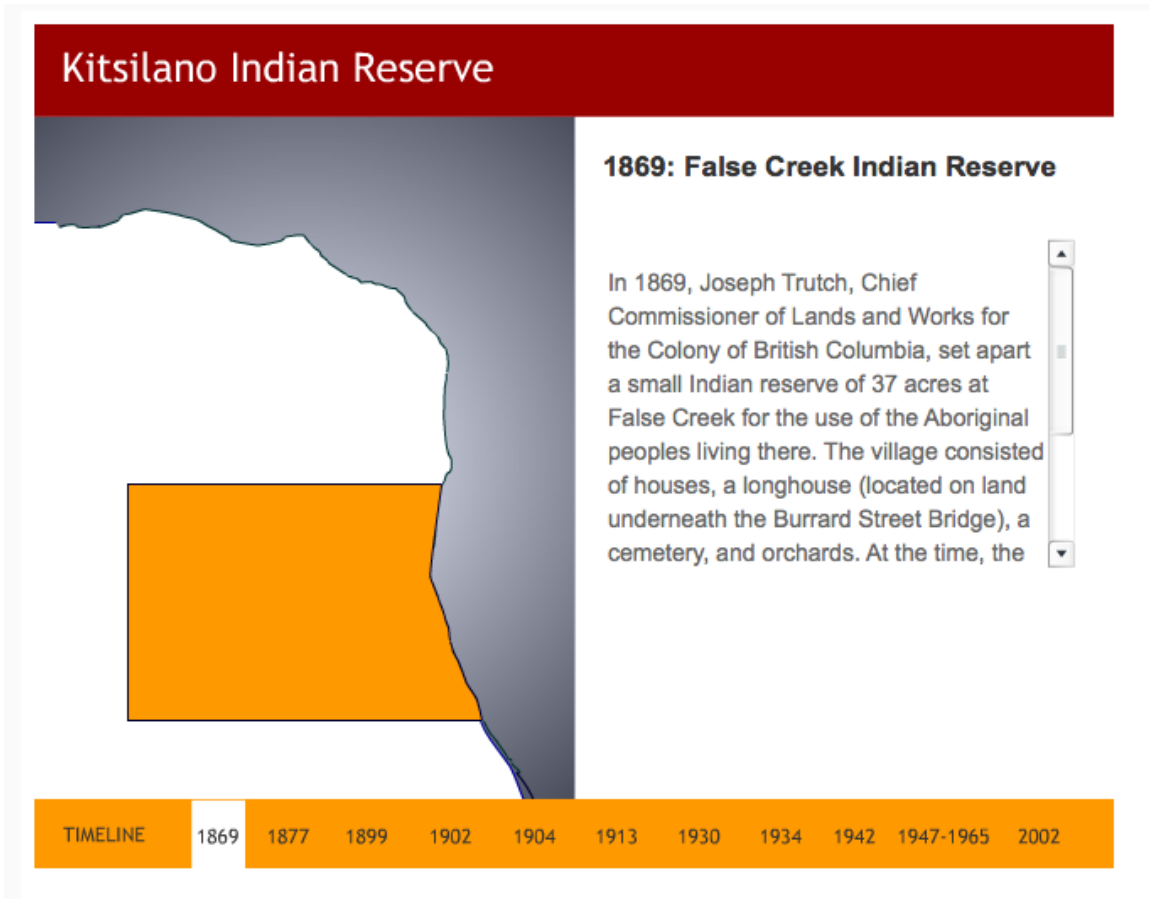 Kitsilano Indian Reserve
1869: False Creek Indian Reserve
In 1869, Joseph Trutch, Chief
Commissioner of Lands and Works for
the Colony of British Columbia, set apart
a small Indian reserve of 37 acres at
False Creek for the use of the Aboriginal
peoples living there. The village consisted
of houses, a longhouse (located on land
underneath the Burrard Street Bridge), a
cemetery, and orchards. At the time, the
TIMELINE 1869 1877 1899 1902 1904 1913 1930 1934 1942 1947-1965 2002